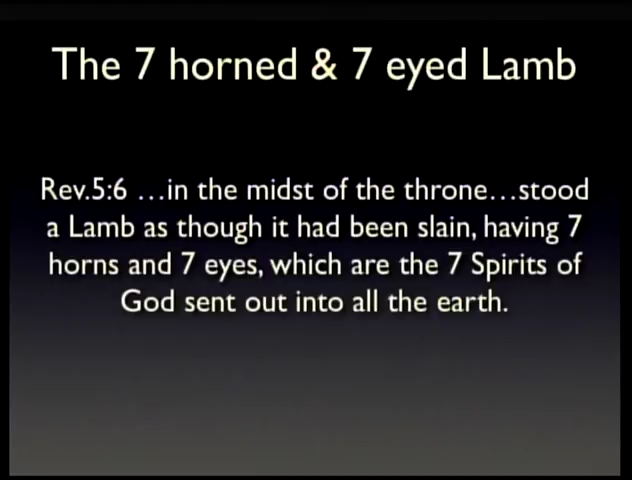 The 7 horned & 7 eyed Lamb
Rev.5:6 …in the midst of the throne…stood
a Lamb as though it had been slain, having 7
horns and 7 eyes, which are the 7 Spirits of
God sent out into all the earth.